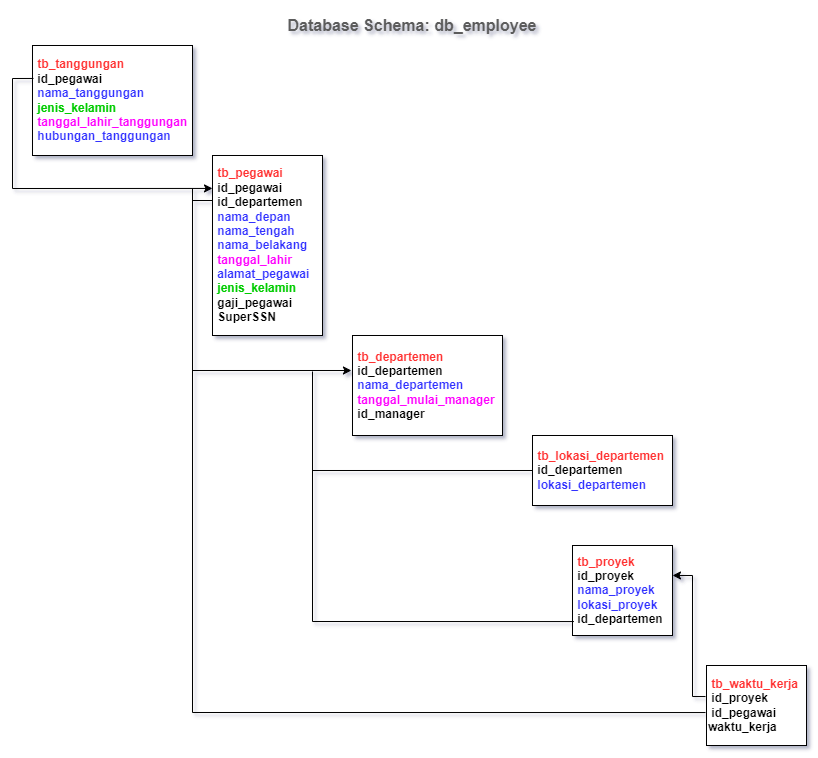 Database Schema: db_employee
tb_tanggungan
id_pegawai
nama_tanggungan
jenis_kelamin
tanggal_lahir_tanggungan
hubungan_tanggungan
tb_pegawai
id_pegawai
id_departemen
nama_depan
nama_tengah
nama_belakang
tanggal_lahir
alamat_pegawai
jenis_kelamin
gaji_pegawai
SuperSSN
tb_departemen
id_departemen
nama_departemen
tanggal_mulai_manager
id_manager
tb_lokasi_departemen
id_departemen
lokasi_departemen
tb_proyek
id_proyek
nama_proyek
lokasi_proyek
id_departemen
tb_waktu_kerja
id_proyek
id_pegawai
waktu_kerja